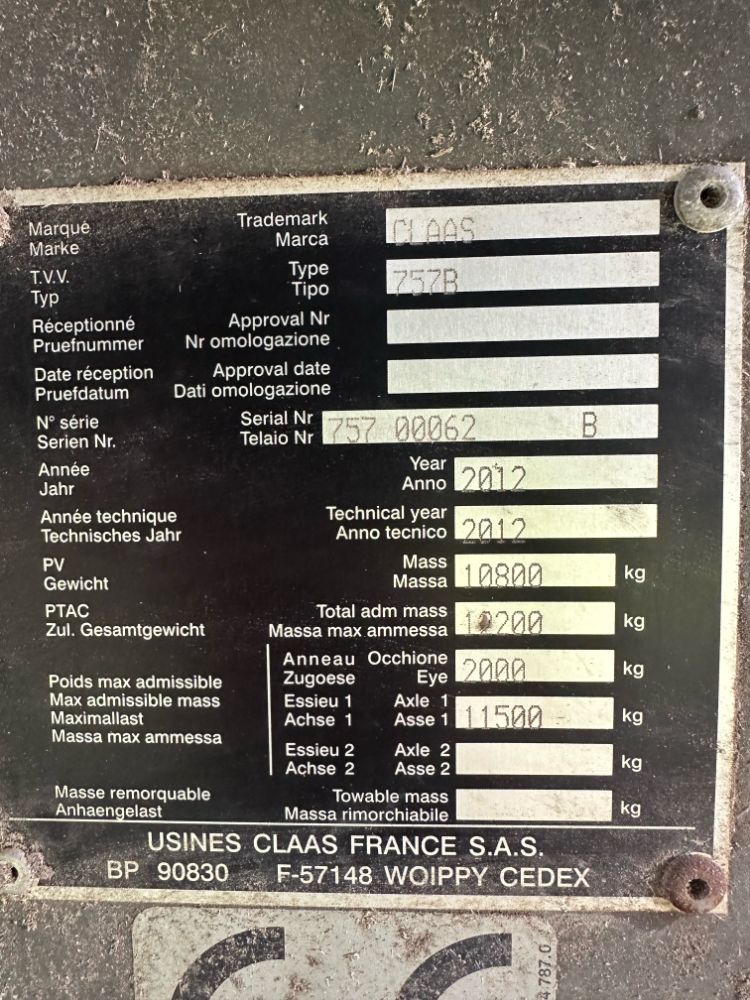 Marque Trademark CLAAS
Marke Marca
T.V.V. Type 757B
Typ Tipo
Réceptionné Approval Nr
Pruefnummer Nr omologazione
Date réception Approval date
Pruefdatum Dati omologazione
N° série Serial Nr 757 00062 B
Serien Nr. Telaio Nr
Année Year 2012
Jahr Anno
Année technique Technical year 2012
Technisches Jahr Anno tecnico
PV Mass 10800 kg
Gewicht Massa
PTAC Total adm mass kg
Zul. Gesamtgewicht Massa max ammessa
Anneau Occhione 2000 kg
Zugoese Eye
Poids max admissible
Max admissible mass Essieu 1 Axle 1 11500 kg
Maximallast Achse 1 Asse 1
Massa max ammessa
Essieu 2 Axle 2 kg
Achse 2 Asse 2
Masse remorquable Towable mass kg
Anhaengelast Massa rimorchiabile
USINES CLAAS FRANCE S.A.S.
BP 90830 F-57148 WOIPPY CEDEX
CE